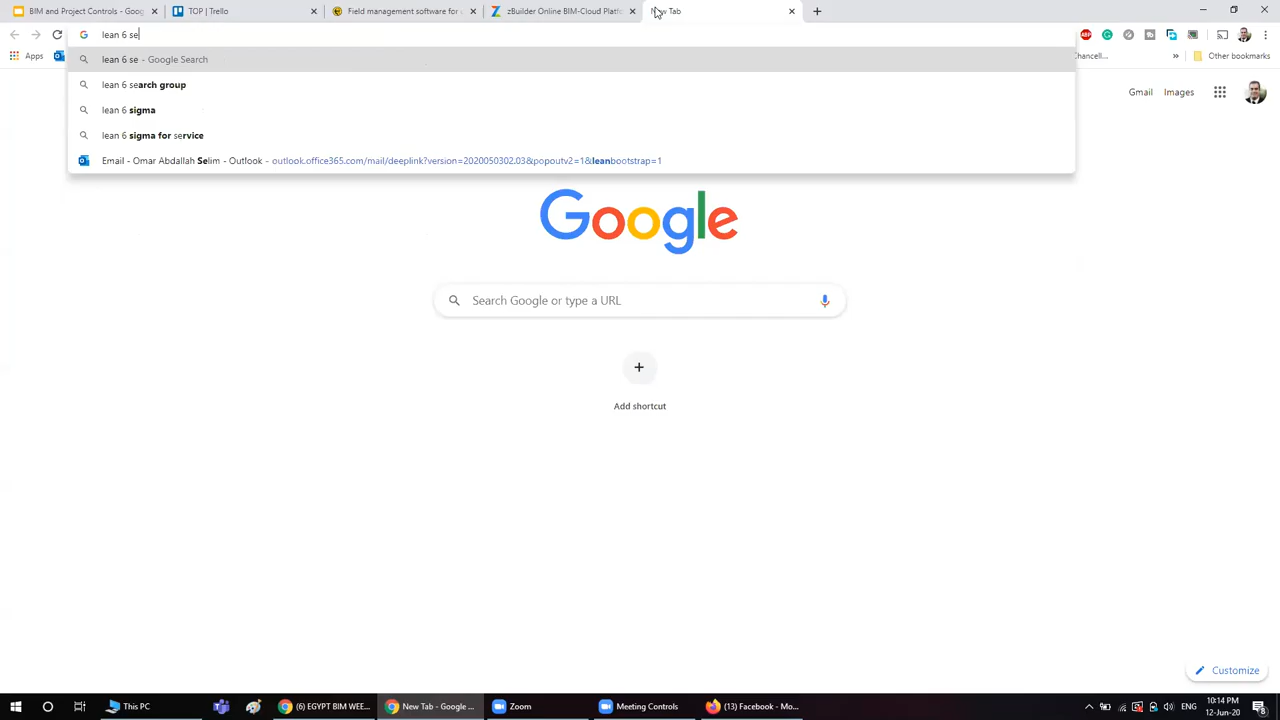 BIM and Project Controls - Goog
TOP | Trello
Field management software for
zBuilder Online BIM-Cloud Platf
New Tab
lean 6 se
ABP
Apps
hancell...
»
Other bookmarks
lean 6 se - Google Search
lean 6 search group
lean 6 sigma
lean 6 sigma for service
Email - Omar Abdallah Selim - Outlook - outlook.office365.com/mail/deeplink?version=2020050302.03&popoutv2=1&leanbootstrap=1
Gmail Images
Google
Search Google or type a URL
Add shortcut
Customize
This PC
(6) EGYPT BIM WEE...
New Tab - Google ...
Zoom
Meeting Controls
(13) Facebook - Mo...
ENG
10:14 PM
12-Jun-20
8